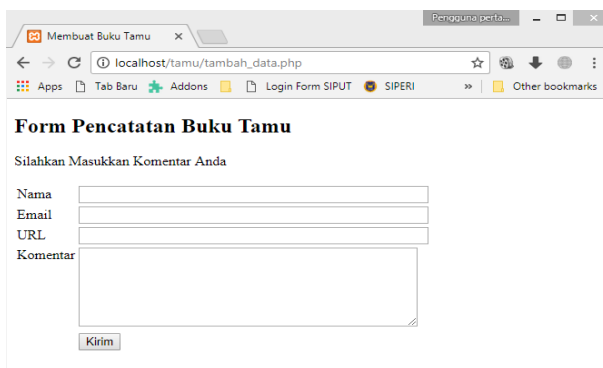 Pengguna perta...
Membuat Buku Tamu
localhost/tamu/tambah_data.php
Apps Tab Baru Addons Login Form SIPUT SIPERI » Other bookmarks
Form Pencatatan Buku Tamu
Silahkan Masukkan Komentar Anda
Nama
Email
URL
Komentar
Kirim